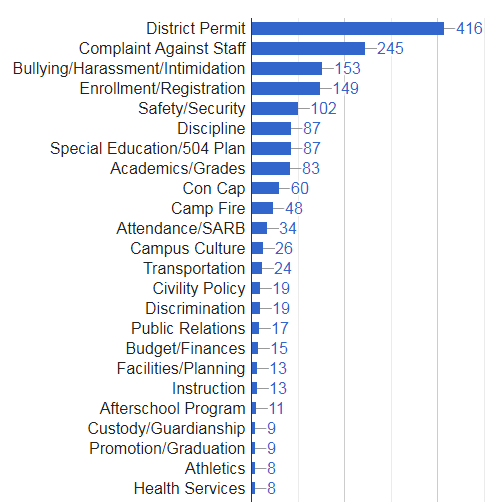 District Permit 416
Complaint Against Staff 245
Bullying/Harassment/Intimidation 153
Enrollment/Registration 149
Safety/Security 102
Discipline 87
Special Education/504 Plan 87
Academics/Grades 83
Con Cap 60
Camp Fire 48
Attendance/SARB 34
Campus Culture 26
Transportation 24
Civility Policy 19
Discrimination 19
Public Relations 17
Budget/Finances 15
Facilities/Planning 13
Instruction 13
Afterschool Program 11
Custody/Guardianship 9
Promotion/Graduation 9
Athletics 8
Health Services 8